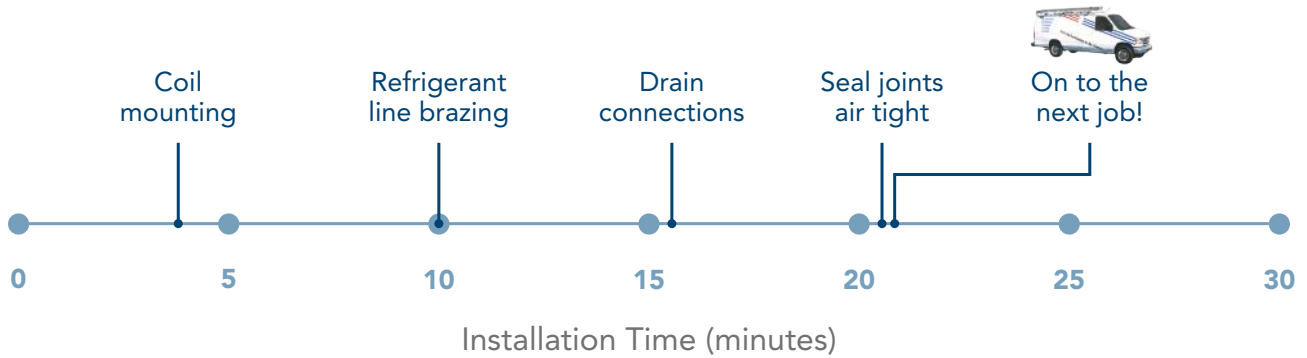 Coil
mounting
Refrigerant
line brazing
Drain
connections
Seal joints
air tight
On to the
next job!
0
5
10
15
20
25
30
Installation Time (minutes)